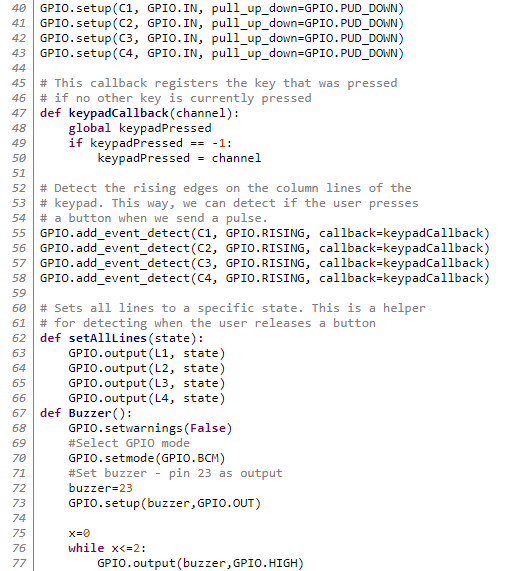 40 GPIO.setup(C1, GPIO.IN, pull_up_down=GPIO.PUD_DOWN)
41 GPIO.setup(C2, GPIO.IN, pull_up_down=GPIO.PUD_DOWN)
42 GPIO.setup(C3, GPIO.IN, pull_up_down=GPIO.PUD_DOWN)
43 GPIO.setup(C4, GPIO.IN, pull_up_down=GPIO.PUD_DOWN)
44
45 # This callback registers the key that was pressed
46 # if no other key is currently pressed
47 def keypadCallback(channel):
48     global keypadPressed
49     if keypadPressed == -1:
50         keypadPressed = channel
51
52 # Detect the rising edges on the column lines of the
53 # keypad. This way, we can detect if the user presses
54 # a button when we send a pulse.
55 GPIO.add_event_detect(C1, GPIO.RISING, callback=keypadCallback)
56 GPIO.add_event_detect(C2, GPIO.RISING, callback=keypadCallback)
57 GPIO.add_event_detect(C3, GPIO.RISING, callback=keypadCallback)
58 GPIO.add_event_detect(C4, GPIO.RISING, callback=keypadCallback)
59
60 # Sets all lines to a specific state. This is a helper
61 # for detecting when the user releases a button
62 def setAllLines(state):
63     GPIO.output(L1, state)
64     GPIO.output(L2, state)
65     GPIO.output(L3, state)
66     GPIO.output(L4, state)
67 def Buzzer():
68     GPIO.setwarnings(False)
69     #Select GPIO mode
70     GPIO.setmode(GPIO.BCM)
71     #Set buzzer - pin 23 as output
72     buzzer=23
73     GPIO.setup(buzzer,GPIO.OUT)
74
75     x=0
76     while x<=2:
77         GPIO.output(buzzer,GPIO.HIGH)